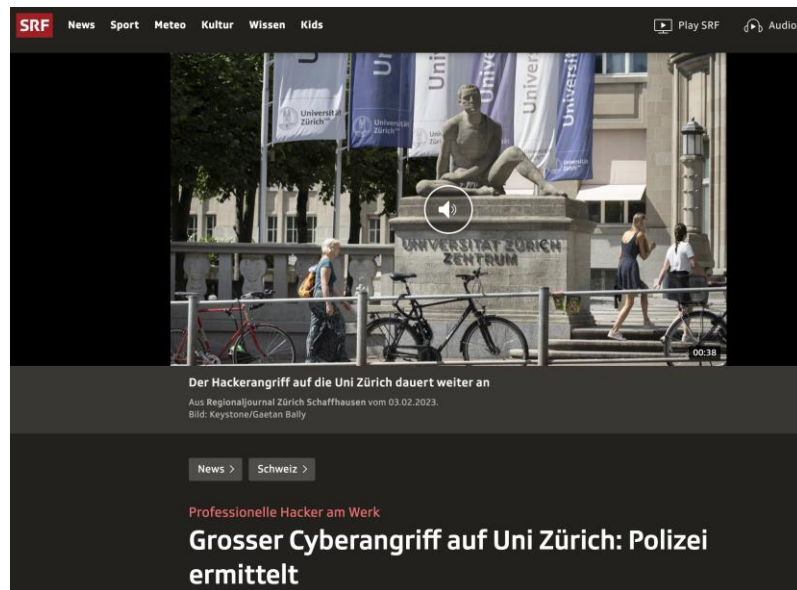 SRF News Sport Meteo Kultur Wissen Kids Play SRF Audio
Universität
Zürich
Universität
Zürich
UNIVERSITÄT ZÜRICH
ZENTRUM
00:38
Der Hackerangriff auf die Uni Zürich dauert weiter an
Aus Regionaljournal Zürich Schaffhausen vom 03.02.2023.
Bild: Keystone/Gaetan Bally
News >
Schweiz >
Professionelle Hacker am Werk
Grosser Cyberangriff auf Uni Zürich: Polizei
ermittelt